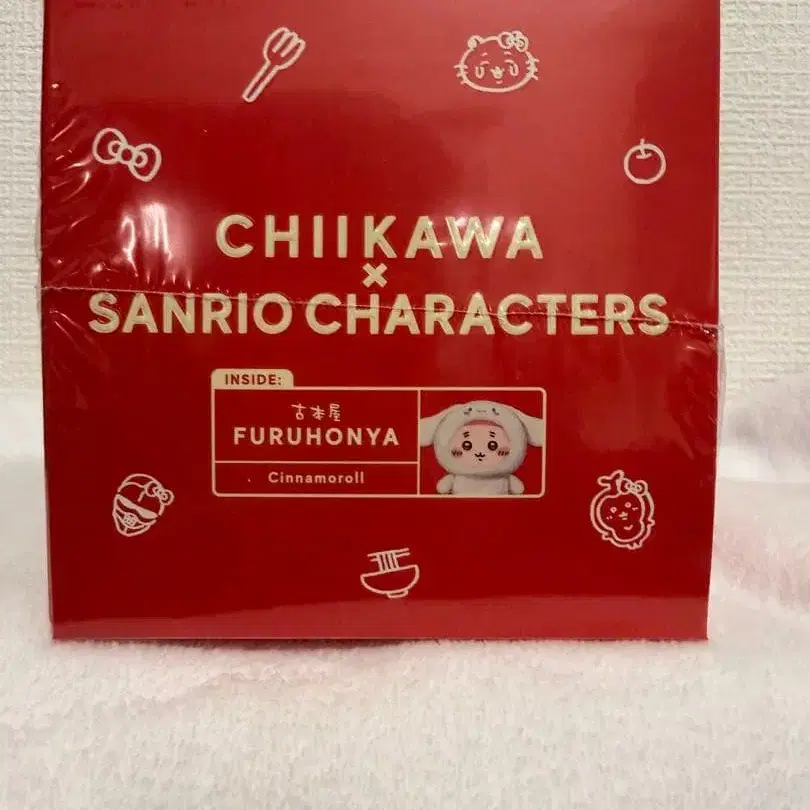 CHIIKAWA
×
SANRIO CHARACTERS
INSIDE:
古本屋
FURUHONYA
Cinnamoroll